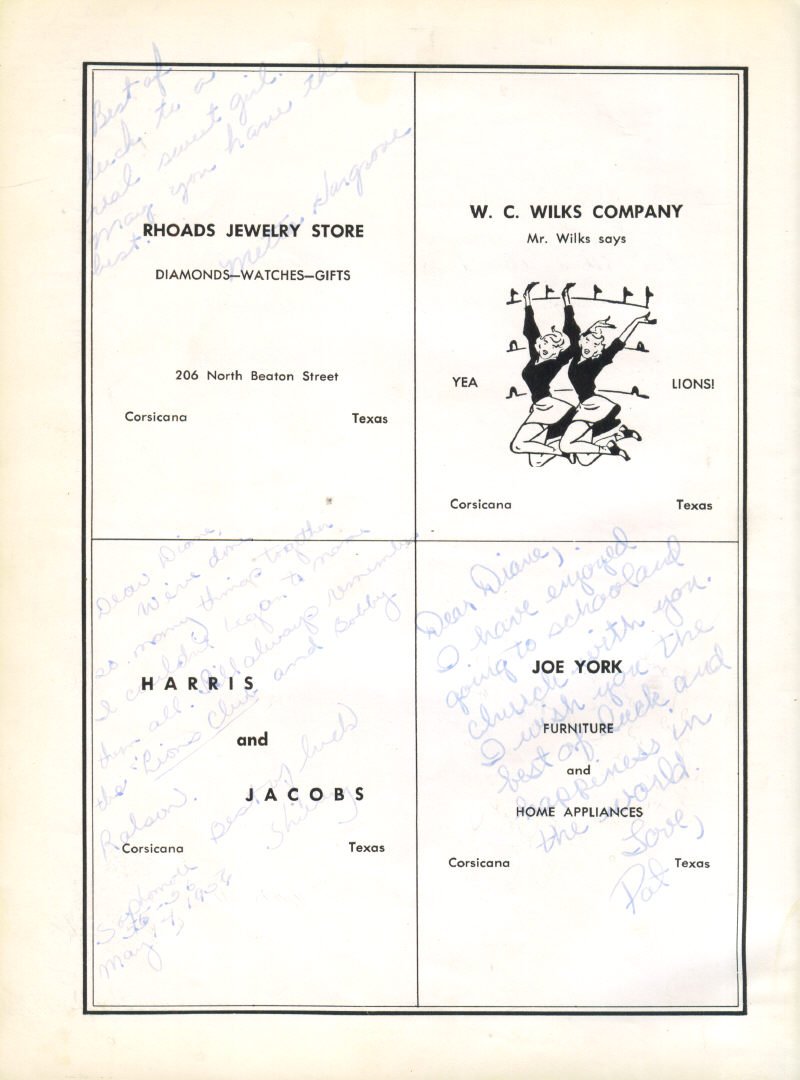 Best of
luck to a
real sweet girl.
May you have the
best.
RHOADS JEWELRY STORE
DIAMONDS—WATCHES—GIFTS
206 North Beaton Street
Corsicana Texas
W. C. WILKS COMPANY
Mr. Wilks says
YEA LIONS!
Corsicana Texas
Dear Diane,
We've done
so many things together
I couldn't began to name
them all. I'll always remember
the "Lions Club" and Bobby
Ralson.
Best of luck
Shirley
Sophomore
May 17, 19
HARRIS
and
JACOBS
Corsicana Texas
Dear Diane,
I have enjoyed
going to school and
church with you.
I wish you the
best of luck and
happiness in
the world.
Love,
Pat
JOE YORK
FURNITURE
and
HOME APPLIANCES
Corsicana Texas